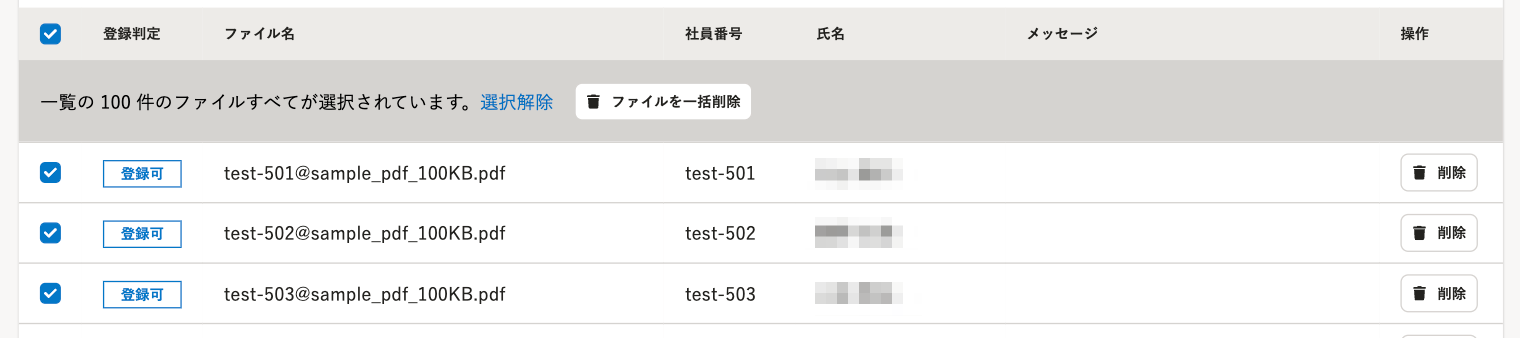 登録判定 ファイル名 社員番号 氏名 メッセージ 操作
一覧の 100 件のファイルすべてが選択されています。選択解除 ファイルを一括削除
登録可 test-501@sample_pdf_100KB.pdf test-501 削除
登録可 test-502@sample_pdf_100KB.pdf test-502 削除
登録可 test-503@sample_pdf_100KB.pdf test-503 削除